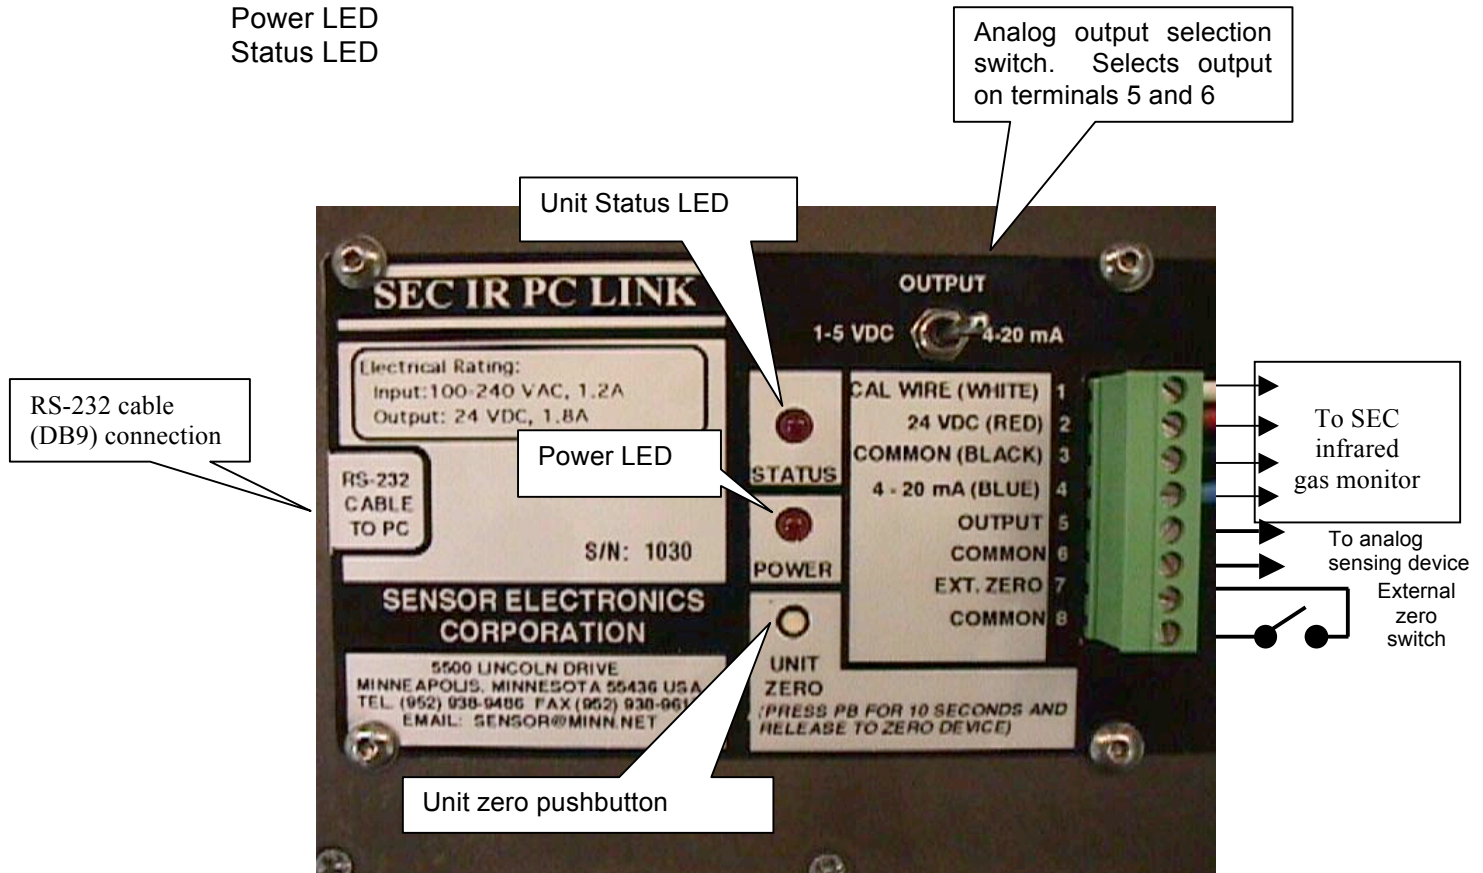 Power LED
Status LED
Analog output selection
switch. Selects output
on terminals 5 and 6
Unit Status LED
SEC IR PC LINK
OUTPUT
1-5 VDC
4-20 mA
Electrical Rating:
Input:100-240 VAC, 1.2A
Output: 24 VDC, 1.8A
RS-232 cable
(DB9) connection
Power LED
RS-232
CABLE
TO PC
S/N: 1030
STATUS
POWER
CAL WIRE (WHITE) 1
24 VDC (RED) 2
COMMON (BLACK) 3
4 - 20 mA (BLUE) 4
OUTPUT 5
COMMON 6
EXT. ZERO 7
COMMON 8
To SEC
infrared
gas monitor
To analog
sensing device
External
zero
switch
SENSOR ELECTRONICS
CORPORATION
5500 LINCOLN DRIVE
MINNEAPOLIS, MINNESOTA 55436 USA
TEL. (952) 938-9486 FAX (952)
EMAIL: SENSOR@MINN.NET
UNIT
ZERO
(PRESS PB FOR 10 SECONDS AND
RELEASE TO ZERO DEVICE)
Unit zero pushbutton